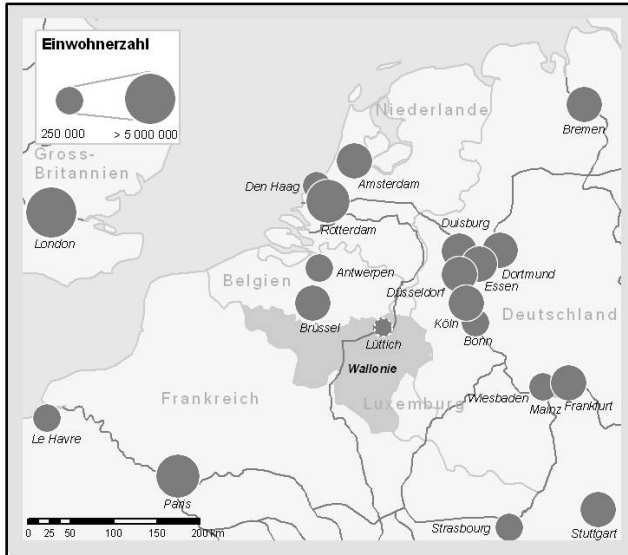 Einwohnerzahl
250 000
> 5 000 000
Niederlande
Bremen
Gross-
Britannien
Den Haag
Amsterdam
London
Rotterdam
Duisburg
Belgien
Antwerpen
Dortmund
Essen
Düsseldorf
Brüssel
Köln
Deutschland
Lüttich
Bonn
Wallonie
Frankreich
Luxemburg
Wiesbaden
Mainz
Frankfurt
Le Havre
Paris
Strasbourg
Stuttgart
0 25 50 100 150 200 km